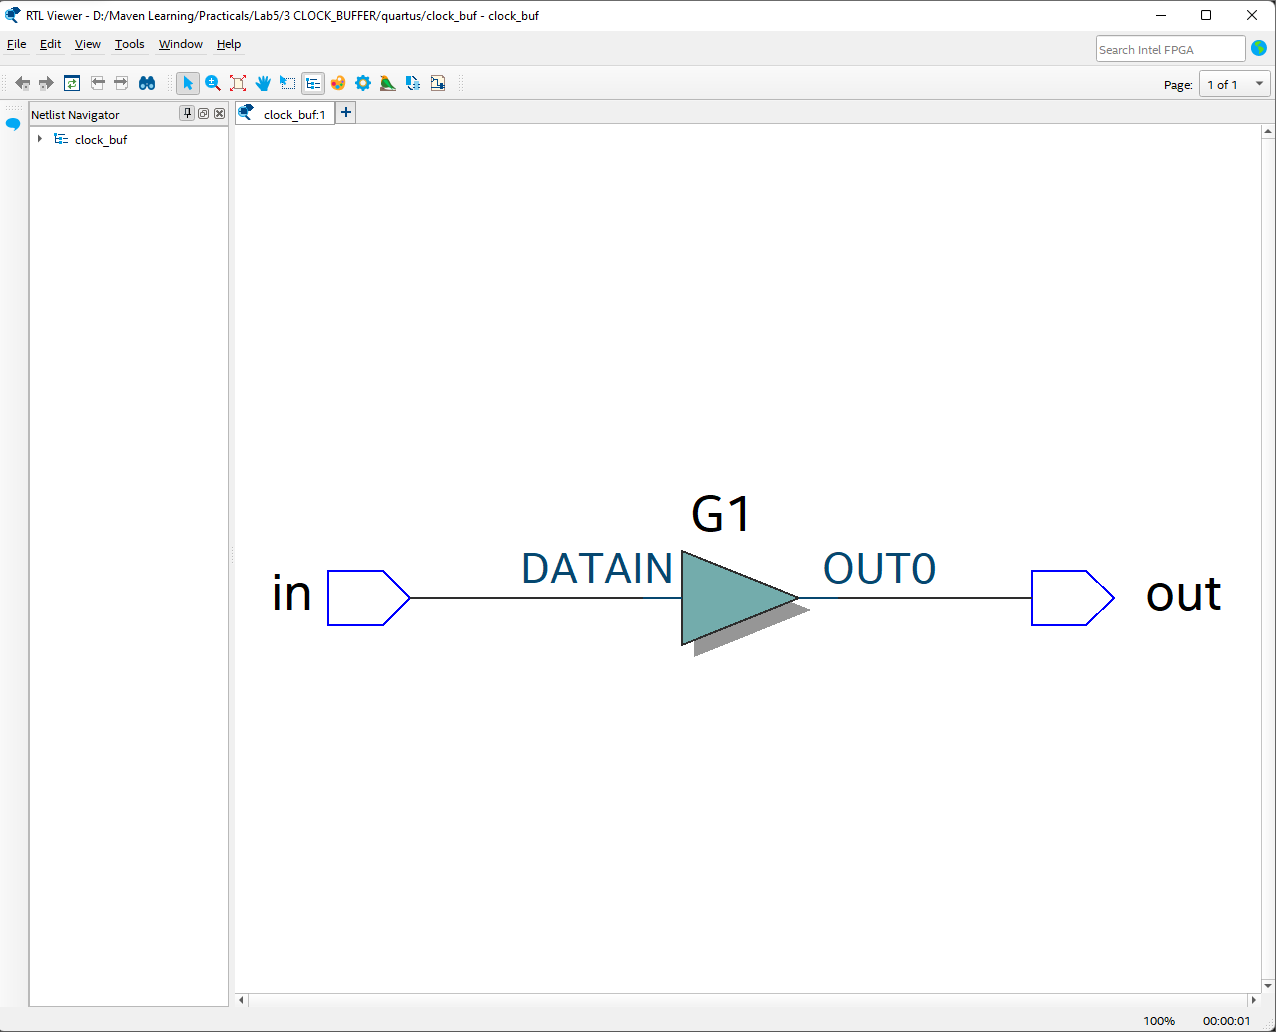 RTL Viewer - D:/Maven Learning/Practicals/Lab5/3 CLOCK_BUFFER/quartus/clock_buf - clock_buf
File Edit View Tools Window Help
Search Intel FPGA
Page: 1 of 1
Netlist Navigator
clock_buf:1
clock_buf
G1
DATAIN OUT0
in out
100% 00:00:01